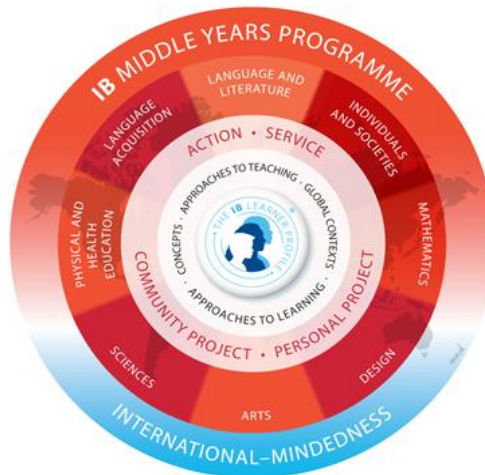 IB MIDDLE YEARS PROGRAMME
LANGUAGE AND
LITERATURE
INDIVIDUALS
AND SOCIETIES
MATHEMATICS
DESIGN
ARTS
SCIENCES
PHYSICAL AND
HEALTH
EDUCATION
LANGUAGE
ACQUISITION
ACTION • SERVICE
COMMUNITY PROJECT • PERSONAL PROJECT
CONCEPTS · APPROACHES TO TEACHING · GLOBAL CONTEXTS ·
APPROACHES TO LEARNING ·
THE IB LEARNER PROFILE
®
INTERNATIONAL-MINDEDNESS